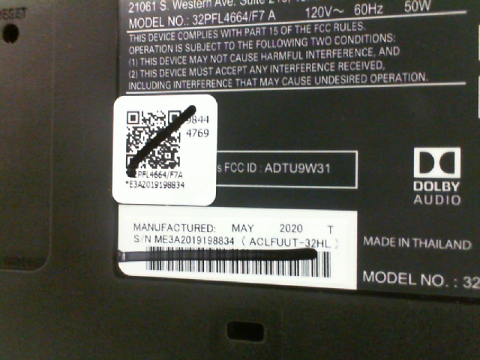 ESET
21061 S. Western Ave. Suite
MODEL NO.: 32PFL4664/F7 A 120V~ 60Hz 50W
THIS DEVICE COMPLIES WITH PART 15 OF THE FCC RULES.
OPERATION IS SUBJECT TO THE FOLLOWING TWO CONDITIONS:
(1) THIS DEVICE MAY NOT CAUSE HARMFUL INTERFERENCE, AND
(2) THIS DEVICE MUST ACCEPT ANY INTERFERENCE RECEIVED,
INCLUDING INTERFERENCE THAT MAY CAUSE UNDESIRED OPERATION.
9844
4769
32PFL4664/F7A
*E3A2019198834
s FCC ID : ADTU9W31
DOLBY
AUDIO
MANUFACTURED: MAY 2020 T
S/N ME3A2019198834 ( ACLFUUT-32HL )
MADE IN THAILAND
MODEL NO. : 32